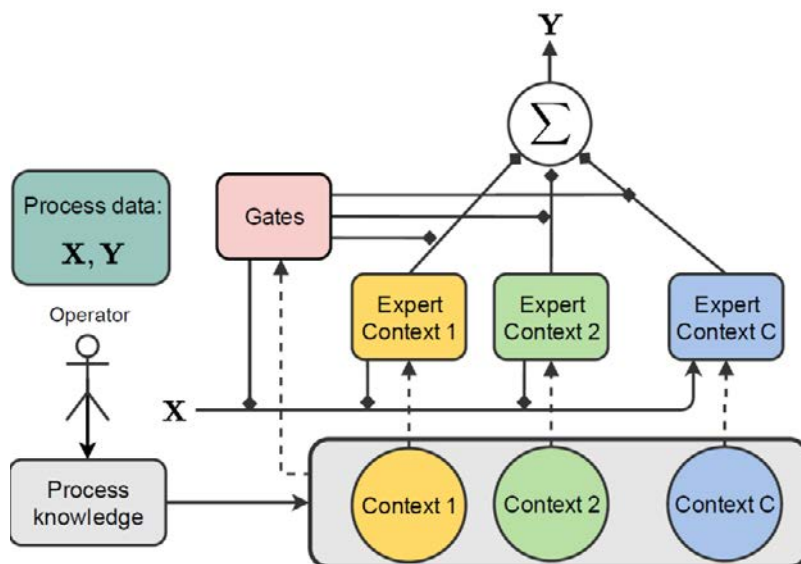 Y
Σ
Process data:
X, Y
Gates
Operator
Expert
Context 1
Expert
Context 2
Expert
Context C
X
Process
knowledge
Context 1
Context 2
Context C